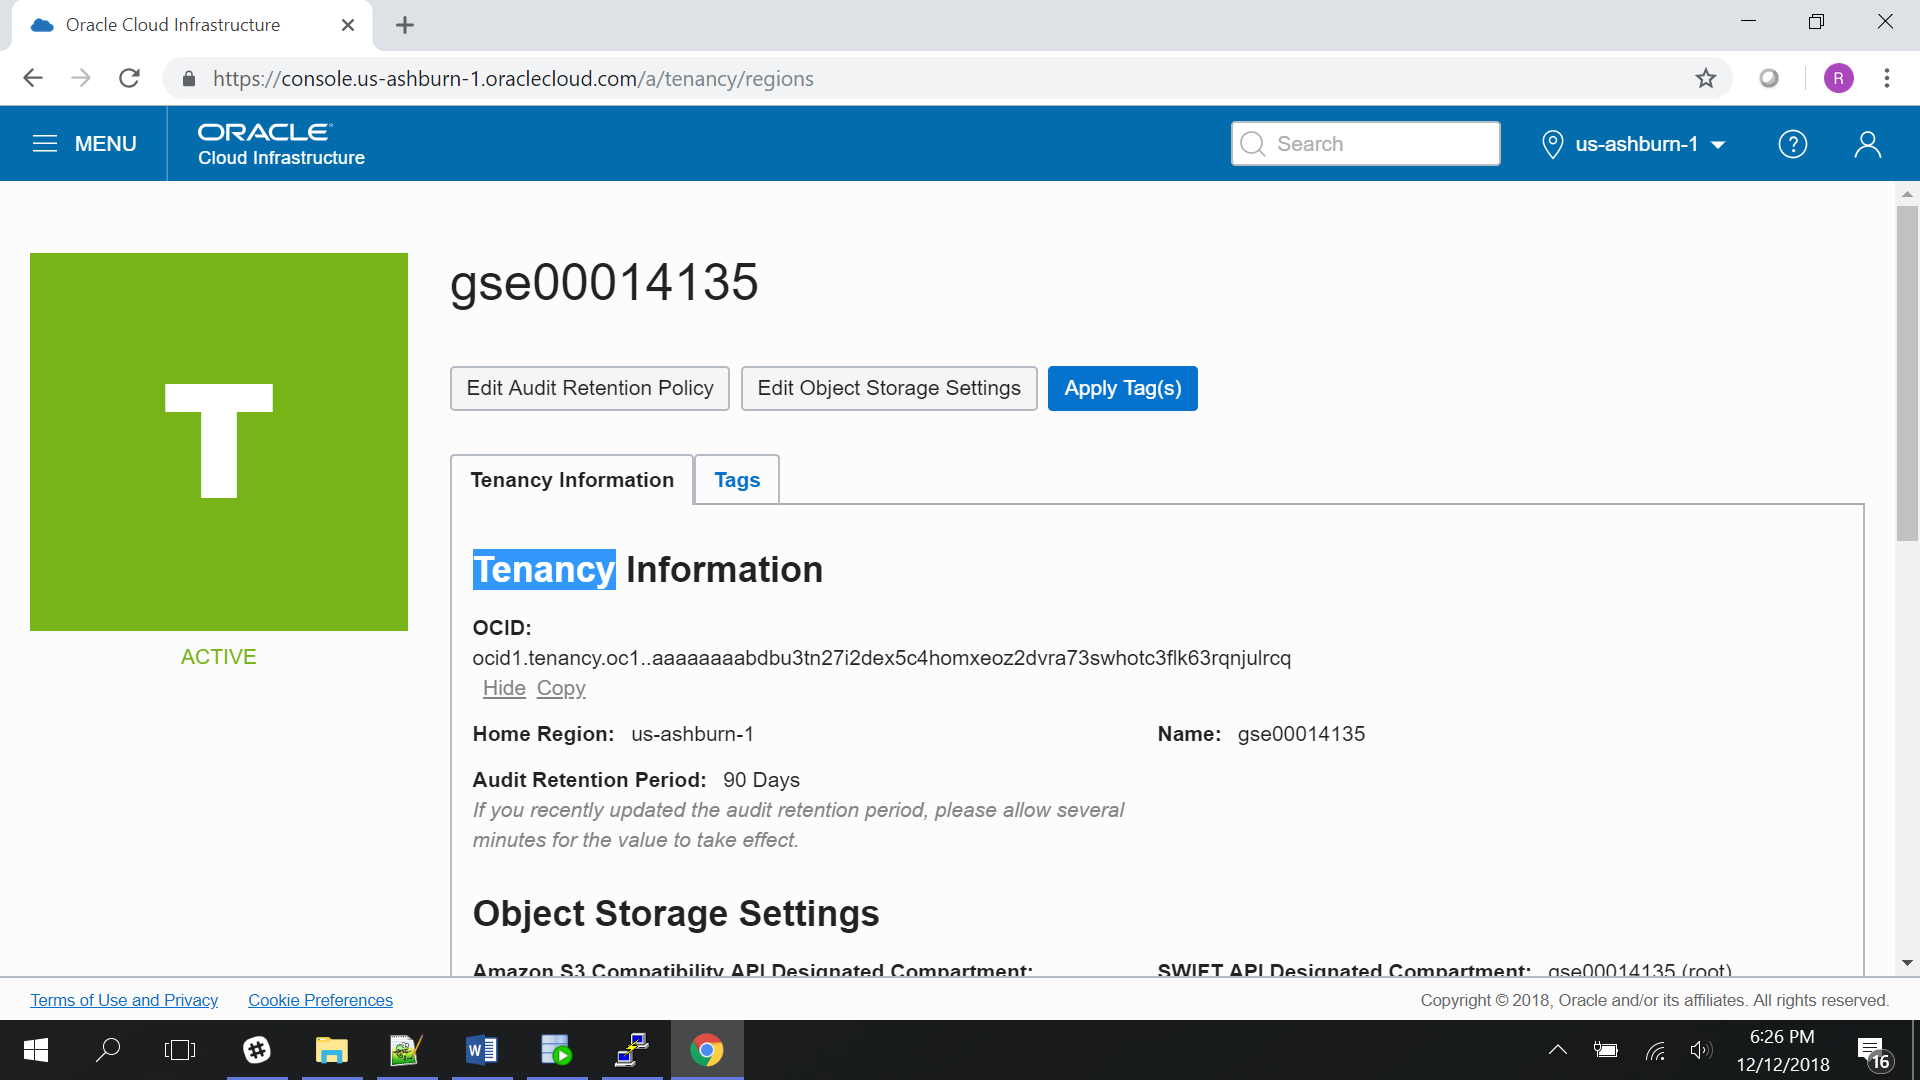 Oracle Cloud Infrastructure
https://console.us-ashburn-1.oraclecloud.com/a/tenancy/regions
R
MENU
ORACLE
Cloud Infrastructure
Search
us-ashburn-1
?
T
ACTIVE
gse00014135
Edit Audit Retention Policy
Edit Object Storage Settings
Apply Tag(s)
Tenancy Information
Tags
Tenancy Information
OCID:
ocid1.tenancy.oc1..aaaaaaaabdbu3tn27i2dex5c4homxeoz2dvra73swhotc3flk63rqnjulrcq
Hide Copy
Home Region: us-ashburn-1
Name: gse00014135
Audit Retention Period: 90 Days
If you recently updated the audit retention period, please allow several
minutes for the value to take effect.
Object Storage Settings
Amazon S3 Compatibility API Designated Compartment:
SWIFT API Designated Compartment: gse00014135 (root)
Terms of Use and Privacy
Cookie Preferences
Copyright © 2018, Oracle and/or its affiliates. All rights reserved.
6:26 PM
12/12/2018
16